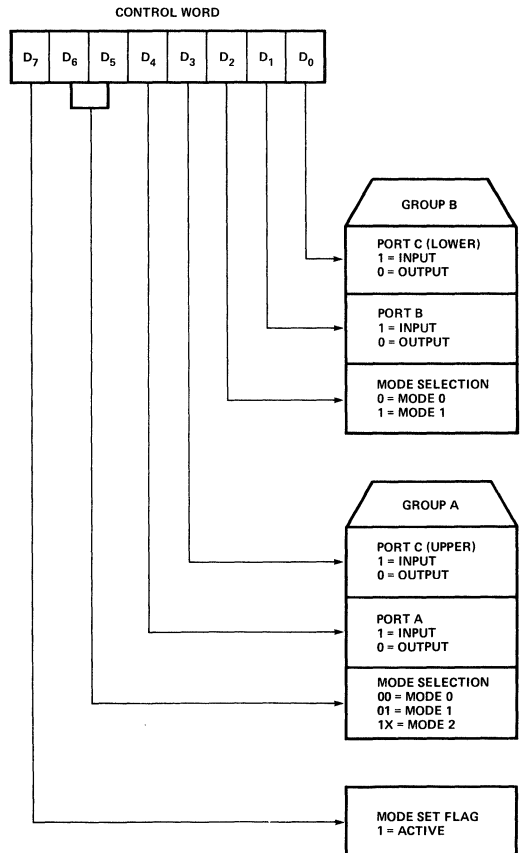 CONTROL WORD
D7 D6 D5 D4 D3 D2 D1 D0
GROUP B
PORT C (LOWER)
1 = INPUT
0 = OUTPUT
PORT B
1 = INPUT
0 = OUTPUT
MODE SELECTION
0 = MODE 0
1 = MODE 1
GROUP A
PORT C (UPPER)
1 = INPUT
0 = OUTPUT
PORT A
1 = INPUT
0 = OUTPUT
MODE SELECTION
00 = MODE 0
01 = MODE 1
1X = MODE 2
MODE SET FLAG
1 = ACTIVE